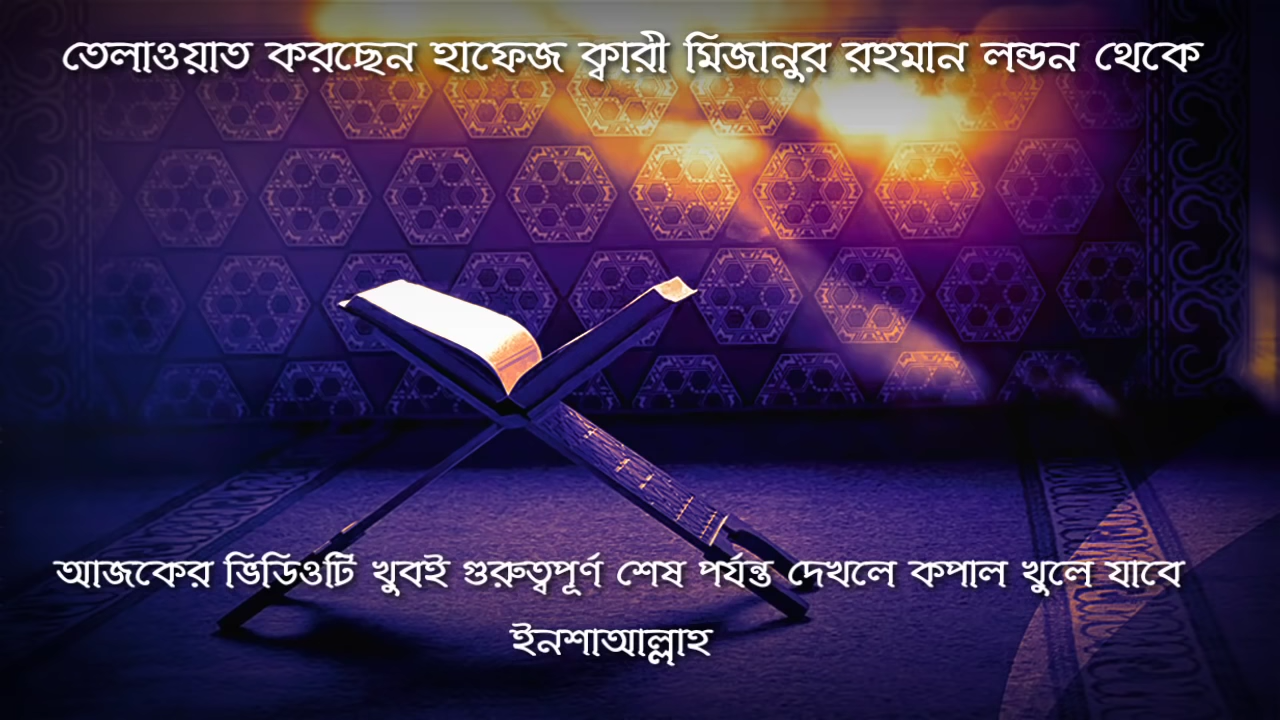 তেলাওয়াত করছেন হাফেজ ক্বারী মিজানুর রহমান লন্ডন থেকে
আজকের ভিডিওটি খুবই গুরুত্বপূর্ণ শেষ পর্যন্ত দেখলে কপাল খুলে যাবে
ইনশাআল্লাহ